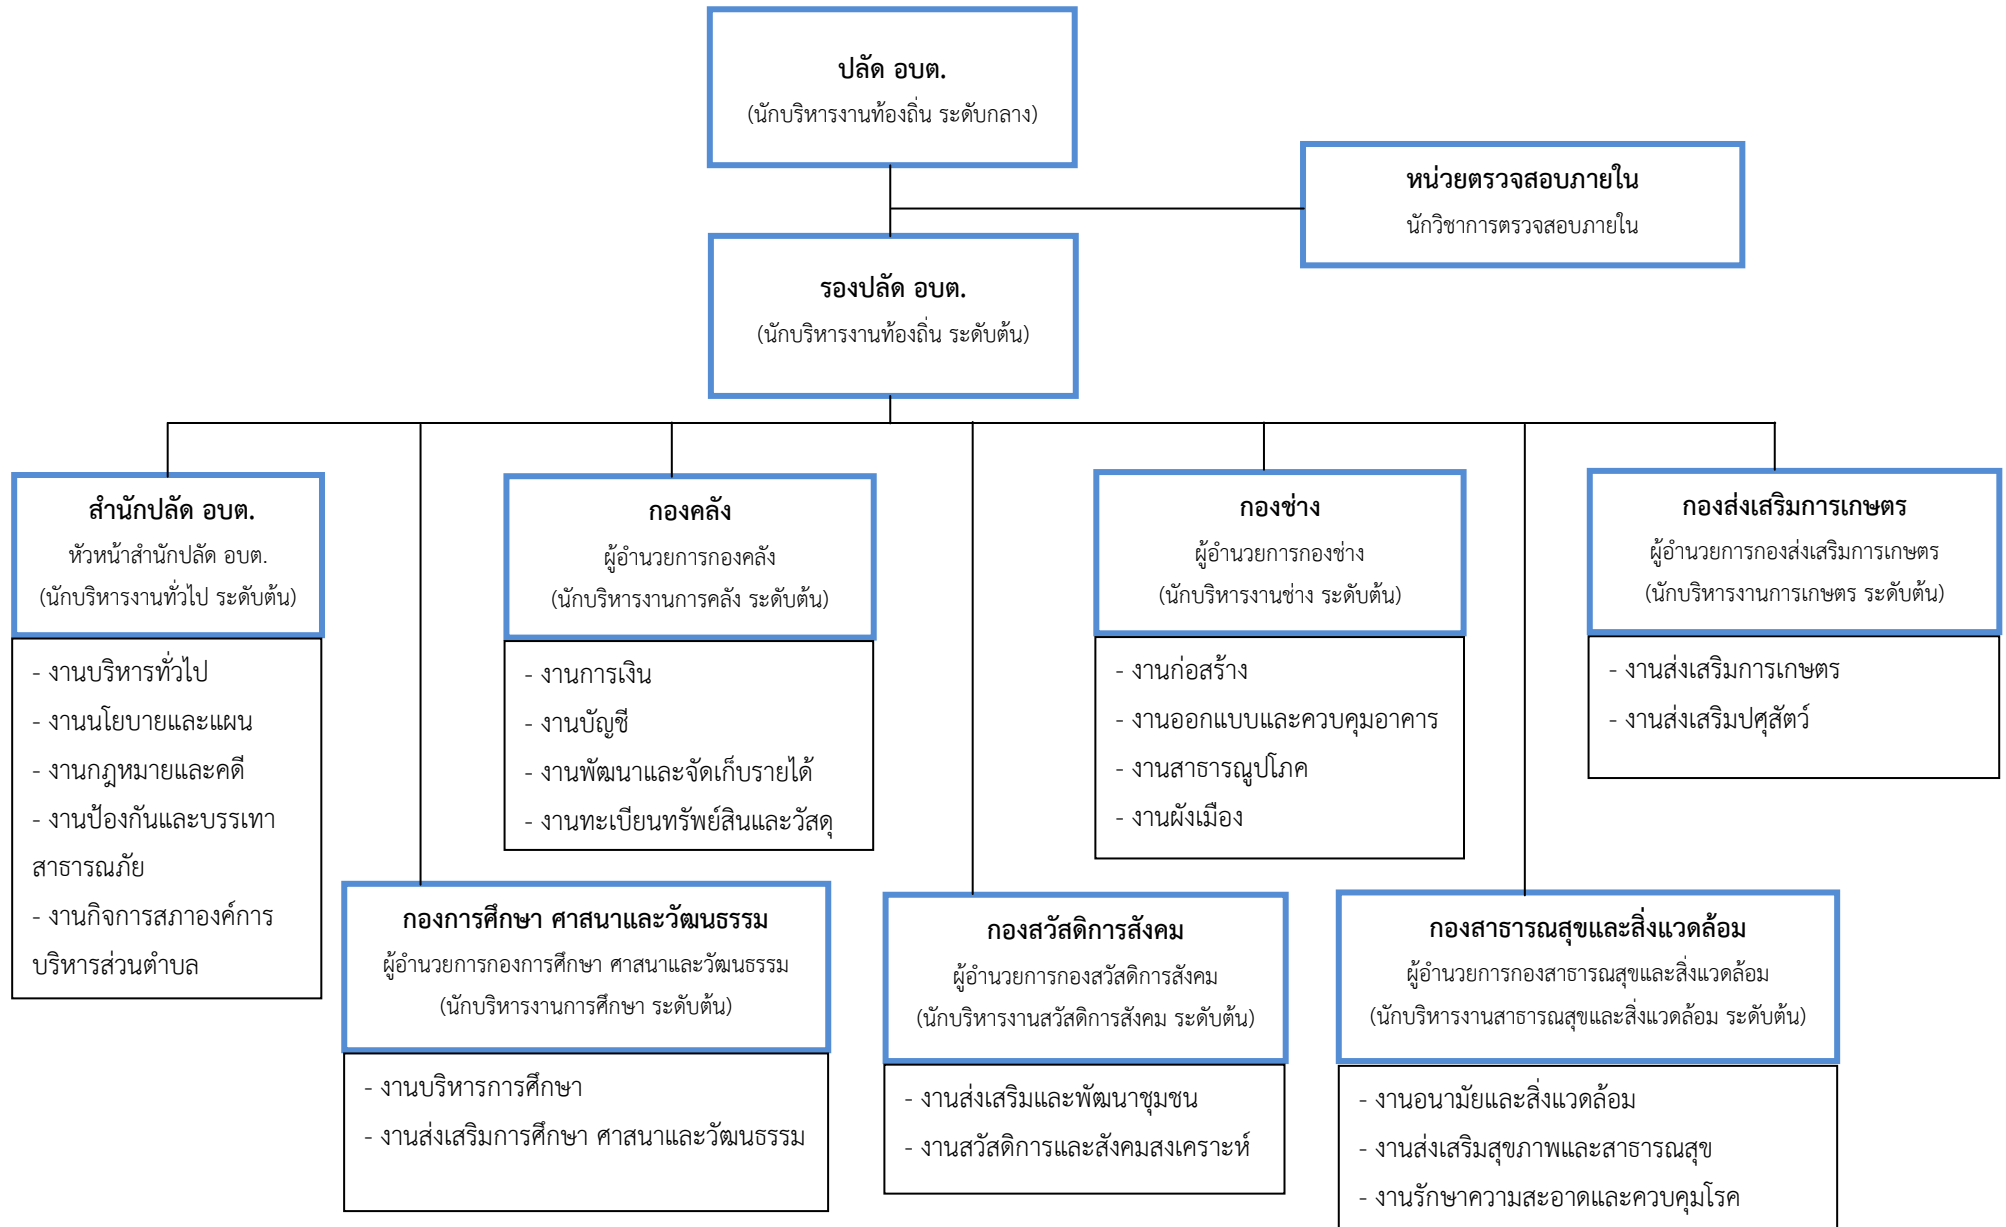 ปลัด อบต.
(นักบริหารงานท้องถิ่น ระดับกลาง)
หน่วยตรวจสอบภายใน
นักวิชาการตรวจสอบภายใน
รองปลัด อบต.
(นักบริหารงานท้องถิ่น ระดับต้น)
สำนักปลัด อบต.
หัวหน้าสำนักปลัด อบต.
(นักบริหารงานทั่วไป ระดับต้น)
- งานบริหารทั่วไป
- งานนโยบายและแผน
- งานกฎหมายและคดี
- งานป้องกันและบรรเทา
สาธารณภัย
- งานกิจการสภาองค์การ
บริหารส่วนตำบล
กองคลัง
ผู้อำนวยการกองคลัง
(นักบริหารงานการคลัง ระดับต้น)
- งานการเงิน
- งานบัญชี
- งานพัฒนาและจัดเก็บรายได้
- งานทะเบียนทรัพย์สินและวัสดุ
กองช่าง
ผู้อำนวยการกองช่าง
(นักบริหารงานช่าง ระดับต้น)
- งานก่อสร้าง
- งานออกแบบและควบคุมอาคาร
- งานสาธารณูปโภค
- งานผังเมือง
กองส่งเสริมการเกษตร
ผู้อำนวยการกองส่งเสริมการเกษตร
(นักบริหารงานการเกษตร ระดับต้น)
- งานส่งเสริมการเกษตร
- งานส่งเสริมปศุสัตว์
กองการศึกษา ศาสนาและวัฒนธรรม
ผู้อำนวยการกองการศึกษา ศาสนาและวัฒนธรรม
(นักบริหารงานการศึกษา ระดับต้น)
- งานบริหารการศึกษา
- งานส่งเสริมการศึกษา ศาสนาและวัฒนธรรม
กองสวัสดิการสังคม
ผู้อำนวยการกองสวัสดิการสังคม
(นักบริหารงานสวัสดิการสังคม ระดับต้น)
- งานส่งเสริมและพัฒนาชุมชน
- งานสวัสดิการและสังคมสงเคราะห์
กองสาธารณสุขและสิ่งแวดล้อม
ผู้อำนวยการกองสาธารณสุขและสิ่งแวดล้อม
(นักบริหารงานสาธารณสุขและสิ่งแวดล้อม ระดับต้น)
- งานอนามัยและสิ่งแวดล้อม
- งานส่งเสริมสุขภาพและสาธารณสุข
- งานรักษาความสะอาดและควบคุมโรค